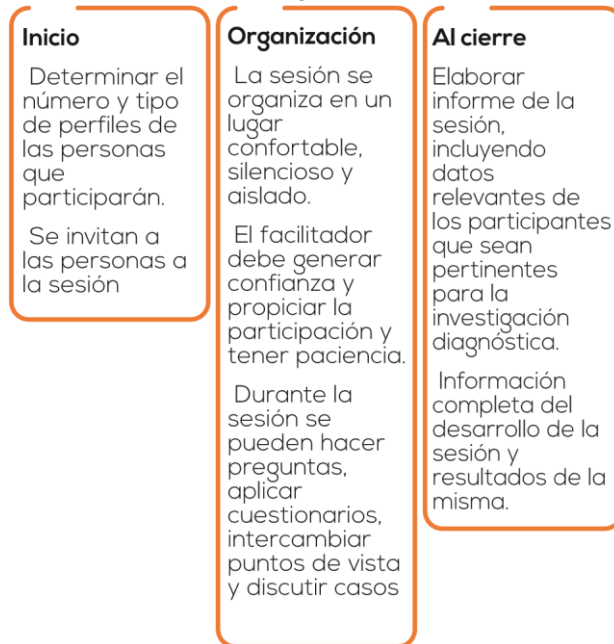 Inicio
Determinar el
número y tipo
de perfiles de
las personas
que
participarán.
Se invitan a
las personas a
la sesión
Organización
La sesión se
organiza en un
lugar
confortable,
silencioso y
aislado.
El facilitador
debe generar
confianza y
propiciar la
participación y
tener paciencia.
Durante la
sesión se
pueden hacer
preguntas,
aplicar
cuestionarios,
intercambiar
puntos de vista
y discutir casos
Al cierre
Elaborar
informe de la
sesión,
incluyendo
datos
relevantes de
los participantes
que sean
pertinentes
para la
investigación
diagnóstica.
Información
completa del
desarrollo de la
sesión y
resultados de la
misma.